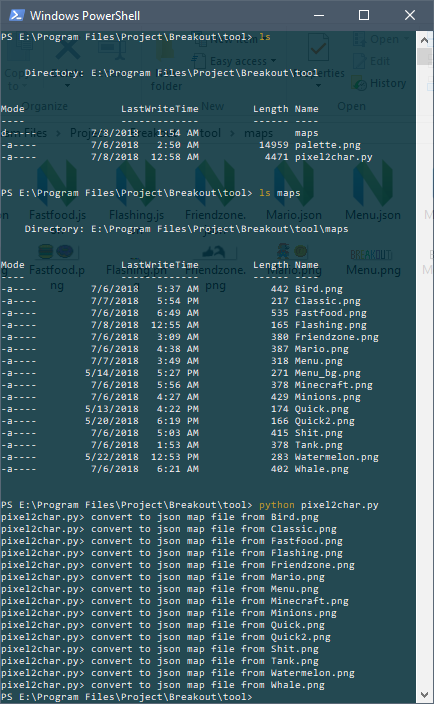 Windows PowerShell
PS E:\Program Files\Project\Breakout\tool> ls
Directory: E:\Program Files\Project\Breakout\tool
Mode LastWriteTime Length Name
---- ------------- ------ ----
d----- 7/8/2018 1:54 AM maps
-a---- 7/6/2018 2:50 AM 14959 palette.png
-a---- 7/8/2018 12:58 AM 4471 pixel2char.py
PS E:\Program Files\Project\Breakout\tool> ls maps
Directory: E:\Program Files\Project\Breakout\tool\maps
Mode LastWriteTime Length Name
---- ------------- ------ ----
-a---- 7/6/2018 5:37 AM 442 Bird.png
-a---- 7/7/2018 5:54 PM 217 Classic.png
-a---- 7/6/2018 6:49 AM 535 Fastfood.png
-a---- 7/8/2018 12:55 AM 165 Flashing.png
-a---- 7/6/2018 3:09 AM 380 Friendzone.png
-a---- 7/6/2018 4:38 AM 387 Mario.png
-a---- 7/7/2018 3:49 AM 318 Menu.png
-a---- 5/14/2018 5:27 PM 271 Menu_bg.png
-a---- 7/6/2018 5:56 AM 378 Minecraft.png
-a---- 7/6/2018 4:27 AM 429 Minions.png
-a---- 5/13/2018 4:22 PM 174 Quick.png
-a---- 5/20/2018 6:19 PM 166 Quick2.png
-a---- 7/6/2018 5:03 AM 415 Shit.png
-a---- 7/6/2018 1:53 AM 378 Tank.png
-a---- 5/22/2018 12:53 PM 283 Watermelon.png
-a---- 7/6/2018 6:21 AM 402 Whale.png
PS E:\Program Files\Project\Breakout\tool> python pixel2char.py
pixel2char.py> convert to json map file from Bird.png
pixel2char.py> convert to json map file from Classic.png
pixel2char.py> convert to json map file from Fastfood.png
pixel2char.py> convert to json map file from Flashing.png
pixel2char.py> convert to json map file from Friendzone.png
pixel2char.py> convert to json map file from Mario.png
pixel2char.py> convert to json map file from Menu.png
pixel2char.py> convert to json map file from Minecraft.png
pixel2char.py> convert to json map file from Minions.png
pixel2char.py> convert to json map file from Quick.png
pixel2char.py> convert to json map file from Quick2.png
pixel2char.py> convert to json map file from Shit.png
pixel2char.py> convert to json map file from Tank.png
pixel2char.py> convert to json map file from Watermelon.png
pixel2char.py> convert to json map file from Whale.png
PS E:\Program Files\Project\Breakout\tool>